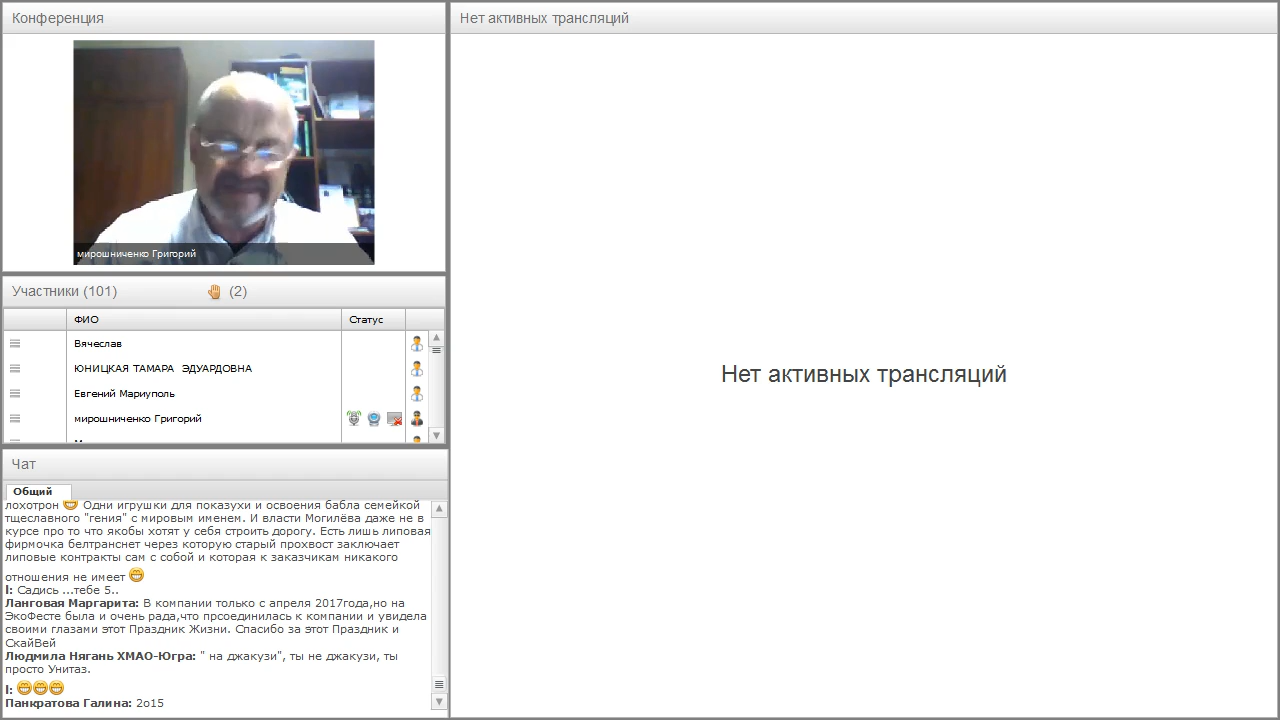 Конференция
Нет активных трансляций
мирошниченко Григорий
Участники (101)
(2)
ФИО
Статус
Вячеслав
ЮНИЦКАЯ ТАМАРА ЭДУАРДОВНА
Евгений Мариуполь
мирошниченко Григорий
Нет активных трансляций
Чат
Общий
лохотрон Одни игрушки для показухи и освоения бабла семейкой
тщеславного "гения" с мировым именем. И власти Могилёва даже не в
курсе про то что якобы хотят у себя строить дорогу. Есть лишь липовая
фирмочка белтранснет через которую старый прохвост заключает
липовые контракты сам с собой и которая к заказчикам никакого
отношения не имеет
I: Садись ...тебе 5..
Ланговая Маргарита: В компании только с апреля 2017года,но на
ЭкоФесте была и очень рада,что прсоединилась к компании и увидела
своими глазами этот Праздник Жизни. Спасибо за этот Праздник и
СкайВей
Людмила Нягань ХМАО-Югра: " на джакузи", ты не джакузи, ты
просто Унитаз.
I:
Панкратова Галина: 2о15